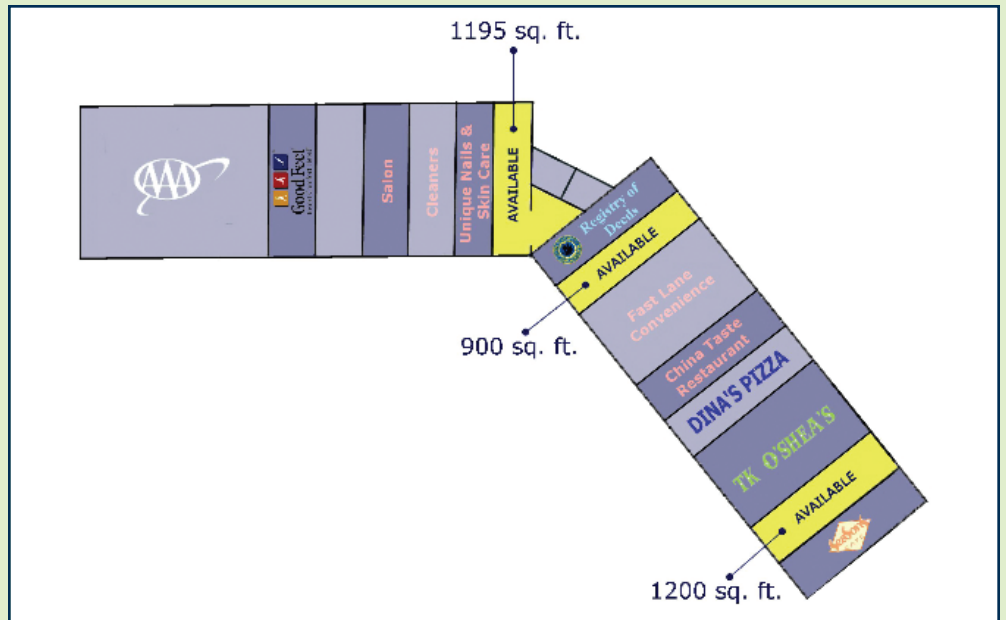 1195 sq. ft.
AAA
Good Feet
Salon
Cleaners
Unique Nails &
Skin Care
AVAILABLE
Registry of
Deeds
AVAILABLE
900 sq. ft.
Fast Lane
Convenience
China Taste
Restaurant
DINA'S PIZZA
TK O'SHEA'S
AVAILABLE
1200 sq. ft.